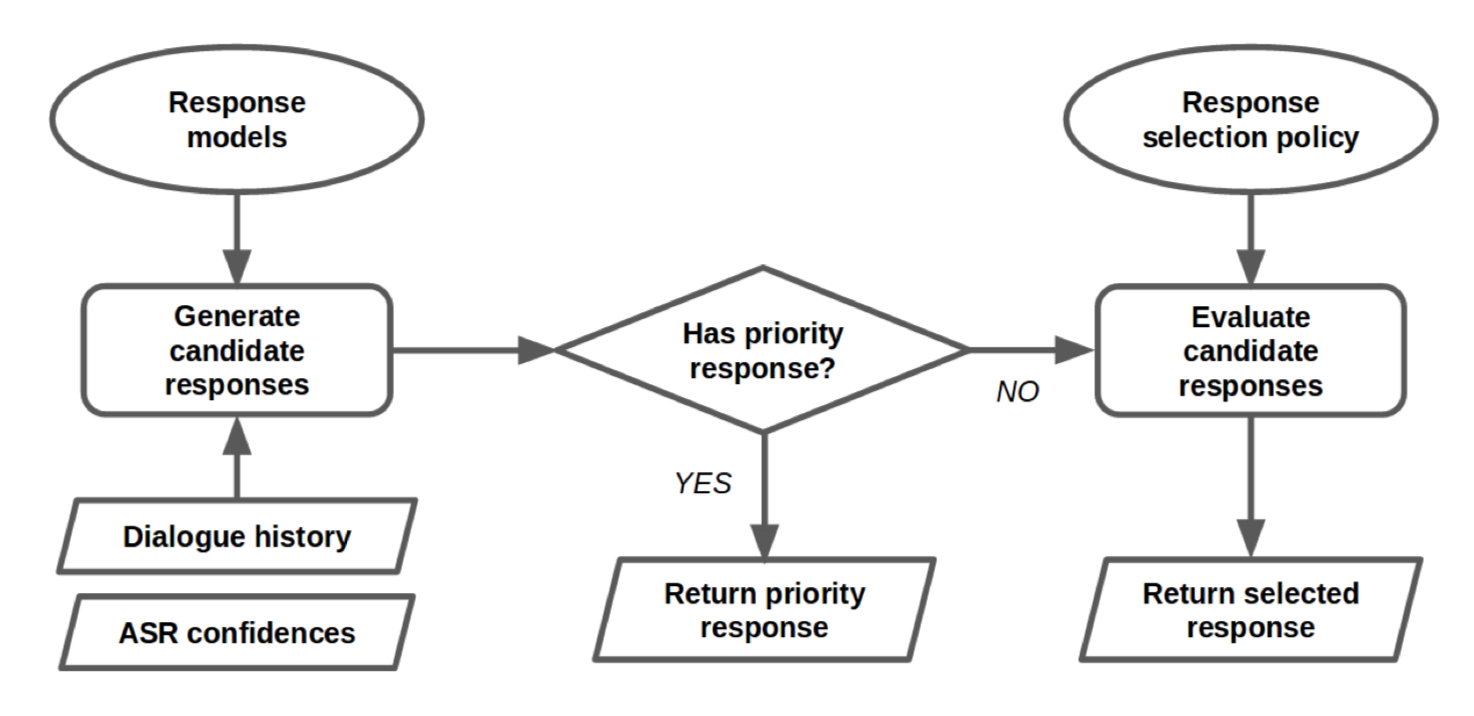 Response
models
Response
selection policy
Generate
candidate
responses
Has priority
response?
NO
Evaluate
candidate
responses
YES
Dialogue history
ASR confidences
Return priority
response
Return selected
response